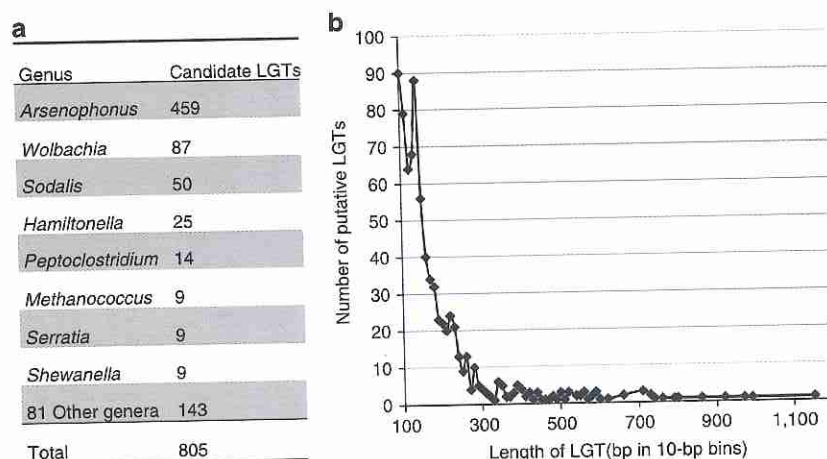 a
Genus Candidate LGTs
Arsenophonus 459
Wolbachia 87
Sodalis 50
Hamiltonella 25
Peptoclostridium 14
Methanococcus 9
Serratia 9
Shewanella 9
81 Other genera 143
Total 805
b
Number of putative LGTs
100
90
80
70
60
50
40
30
20
10
0
100 300 500 700 900 1,100
Length of LGT(bp in 10-bp bins)